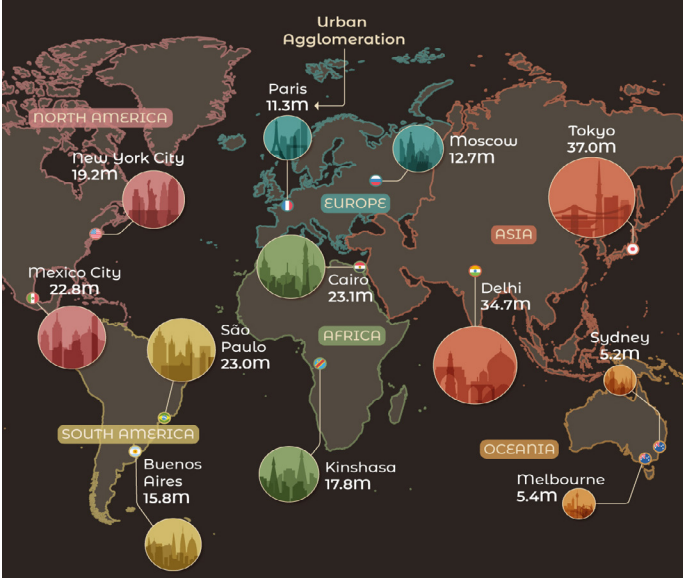 Urban
Agglomeration
Paris
11.3m
NORTH AMERICA
New York City
19.2m
Moscow
12.7m
Tokyo
37.0m
EUROPE
ASIA
Mexico City
22.8m
Cairo
23.1m
Delhi
34.7m
São
Paulo
23.0m
AFRICA
Sydney
5.2m
SOUTH AMERICA
OCEANIA
Buenos
Aires
15.8m
Kinshasa
17.8m
Melbourne
5.4m